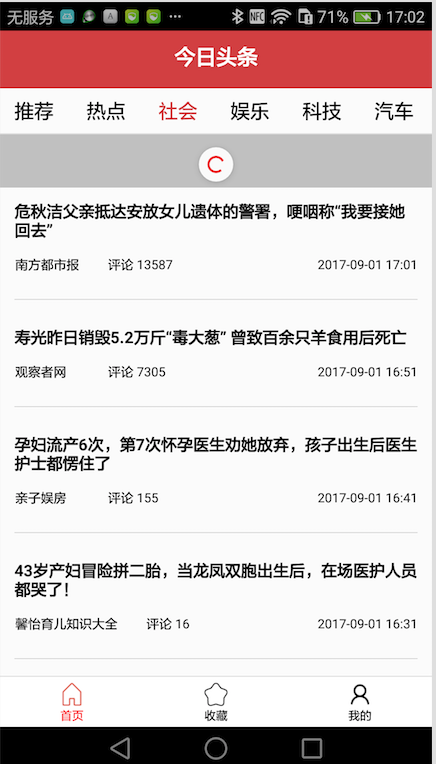 无服务 NFC 71% 17:02
今日头条
推荐 热点 社会 娱乐 科技 汽车
危秋洁父亲抵达安放女儿遗体的警署，哽咽称“我要接她
回去”
南方都市报 评论 13587 2017-09-01 17:01
寿光昨日销毁5.2万斤“毒大葱” 曾致百余只羊食用后死亡
观察者网 评论 7305 2017-09-01 16:51
孕妇流产6次，第7次怀孕医生劝她放弃，孩子出生后医生
护士都愣住了
亲子娱房 评论 155 2017-09-01 16:41
43岁产妇冒险拼二胎，当龙凤双胞出生后，在场医护人员
都哭了！
馨怡育儿知识大全 评论 16 2017-09-01 16:31
首页 收藏 我的